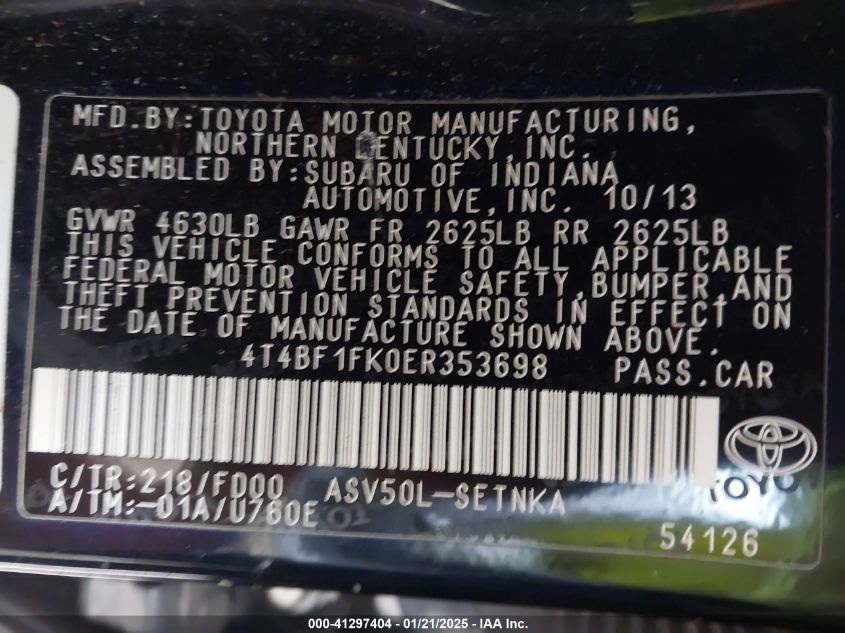 MFD.BY:TOYOTA MOTOR MANUFACTURING,
NORTHERN KENTUCKY,INC.
ASSEMBLED BY:SUBARU OF INDIANA
AUTOMOTIVE,INC. 10/13
GVWR 4630LB GAWR FR 2625LB RR 2625LB
THIS VEHICLE CONFORMS TO ALL APPLICABLE
FEDERAL MOTOR VEHICLE SAFETY,BUMPER,AND
THEFT PREVENTION STANDARDS IN EFFECT ON
THE DATE OF MANUFACTURE SHOWN ABOVE.
4T4BF1FK0ER353698 PASS.CAR
C/TR:218/FD00 ASV50L-SETNKA
A/TM:-01A/U760E
TOYOTA
54126
000-41297404 - 01/21/2025 - IAA Inc.